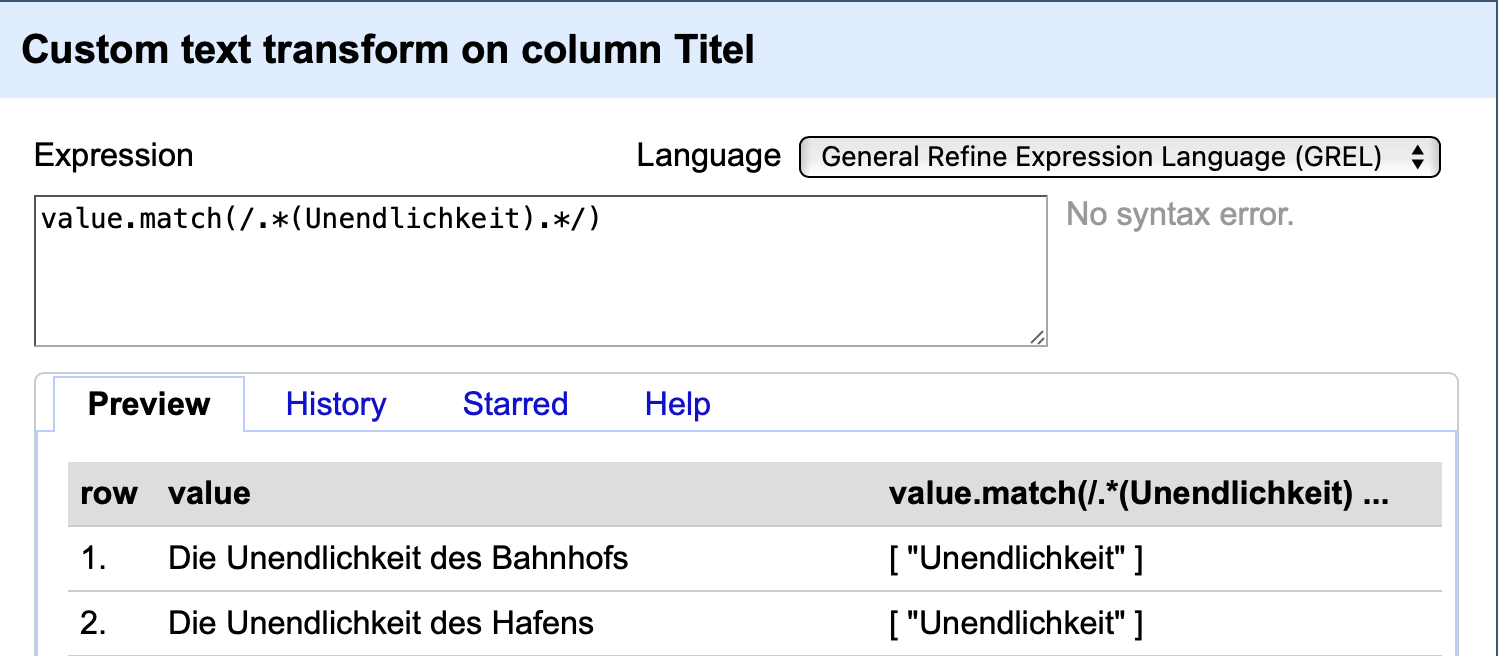 Custom text transform on column Titel
Expression Language General Refine Expression Language (GREL)
value.match(/.*(Unendlichkeit).*/) No syntax error.
Preview History Starred Help
row value value.match(/.*(Unendlichkeit) ...
1. Die Unendlichkeit des Bahnhofs [ "Unendlichkeit" ]
2. Die Unendlichkeit des Hafens [ "Unendlichkeit" ]